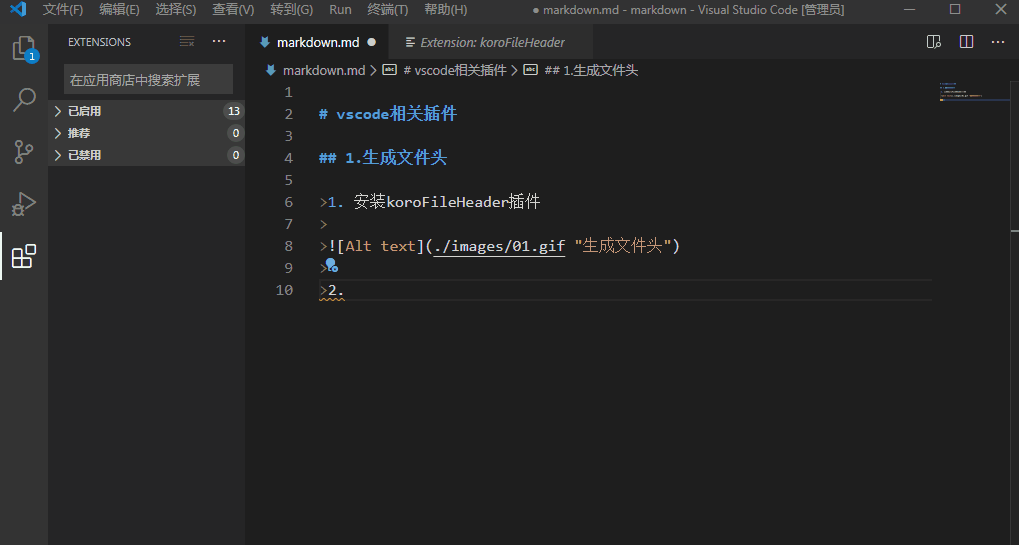 文件(F) 编辑(E) 选择(S) 查看(V) 转到(G) Run 终端(T) 帮助(H) ● markdown.md - markdown - Visual Studio Code [管理员]
EXTENSIONS
在应用商店中搜索扩展
已启用 13
推荐 0
已禁用 0
1
markdown.md ● Extension: koroFileHeader
markdown.md > # vscode相关插件 > ## 1.生成文件头
1
2 # vscode相关插件
3
4 ## 1.生成文件头
5
6 >1. 安装koroFileHeader插件
7 >
8 >![Alt text](./images/01.gif "生成文件头")
9 >
10 >2.